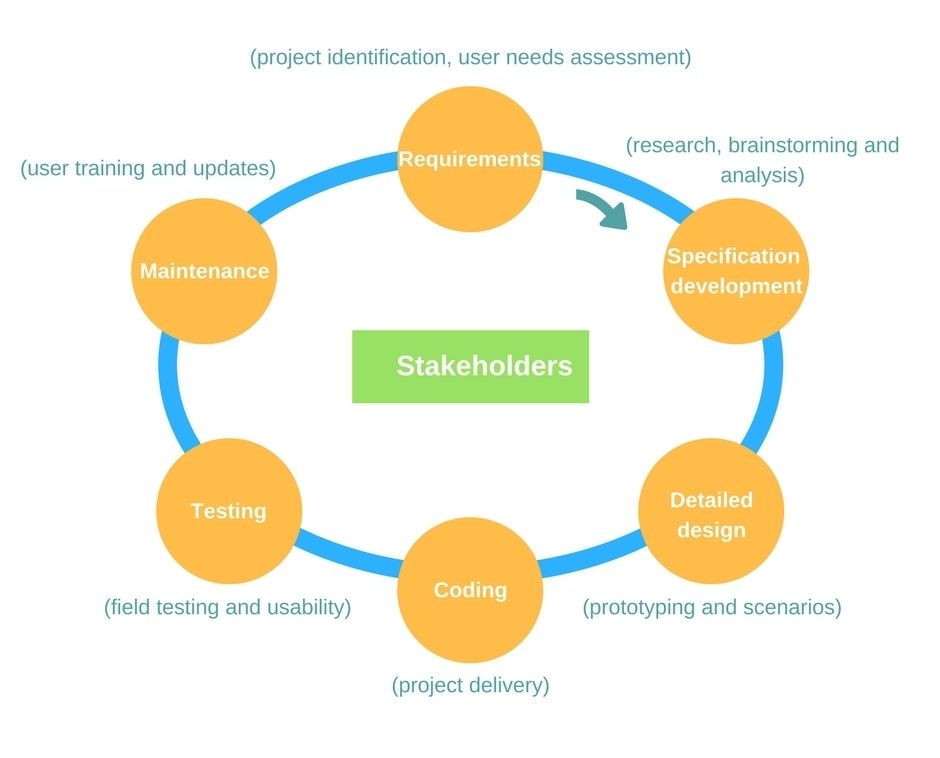 (project identification, user needs assessment)
Requirements
(research, brainstorming and
analysis)
(user training and updates)
Specification
development
Maintenance
Stakeholders
Detailed
design
Testing
Coding
(field testing and usability)
(prototyping and scenarios)
(project delivery)